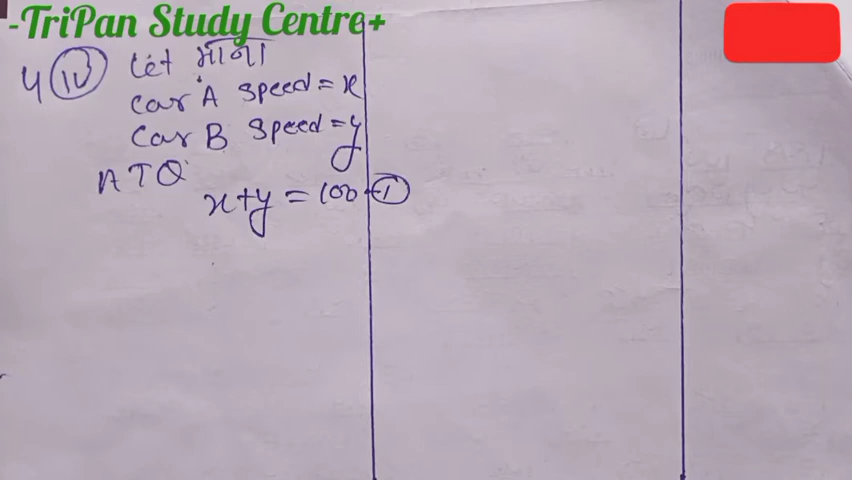 -TriPan Study Centre+
4 (iv) Let माना
Car A speed = x
Car B speed = y
ATQ
x+y = 100 -(1)